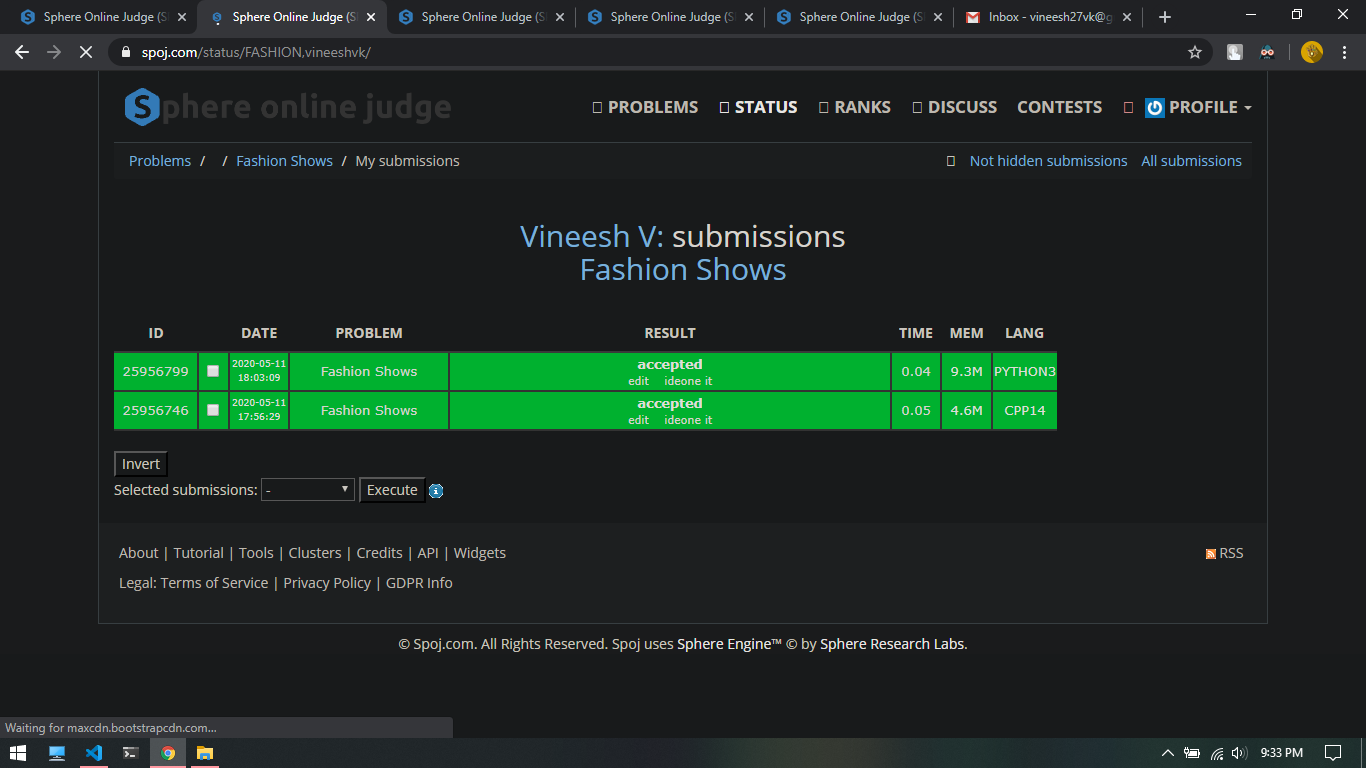 Sphere Online Judge (S
Sphere Online Judge (S
Sphere Online Judge (S
Sphere Online Judge (S
Sphere Online Judge (S
Inbox - vineesh27vk@g
spoj.com/status/FASHION,vineeshvk/
Sphere online judge
PROBLEMS STATUS RANKS DISCUSS CONTESTS PROFILE
Problems / / Fashion Shows / My submissions
Not hidden submissions All submissions
Vineesh V: submissions
Fashion Shows
ID DATE PROBLEM RESULT TIME MEM LANG
25956799 2020-05-11 18:03:09 Fashion Shows accepted edit ideone it 0.04 9.3M PYTHON3
25956746 2020-05-11 17:56:29 Fashion Shows accepted edit ideone it 0.05 4.6M CPP14
Invert
Selected submissions: - Execute
About | Tutorial | Tools | Clusters | Credits | API | Widgets
RSS
Legal: Terms of Service | Privacy Policy | GDPR Info
© Spoj.com. All Rights Reserved. Spoj uses Sphere Engine™ © by Sphere Research Labs.
Waiting for maxcdn.bootstrapcdn.com...
9:33 PM